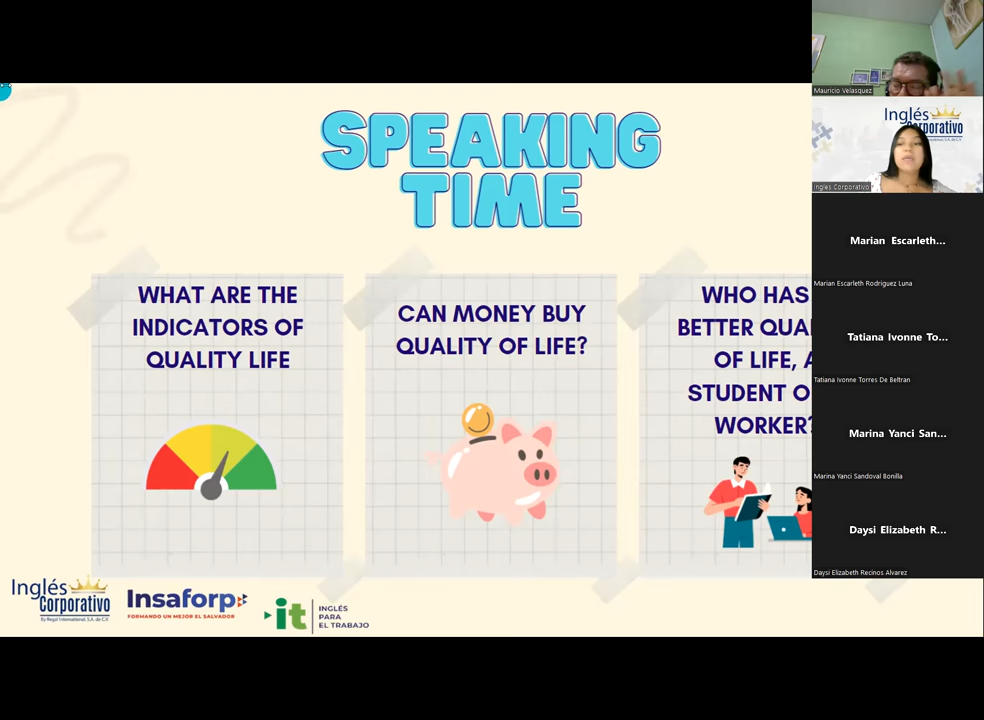 SPEAKING
TIME
WHAT ARE THE
INDICATORS OF
QUALITY LIFE
CAN MONEY BUY
QUALITY OF LIFE?
WHO HAS
BETTER QUA
OF LIFE, A
STUDENT O
WORKER?
Inglés
Corporativo
By Regal International, S.A. de C.V
Insaforp
FORMANDO UN MEJOR EL SALVADOR
it
INGLÉS
PARA
EL TRABAJO
Mauricio Velasquez
Inglés
Corporativo
Ingles Corporativo
Marian Escarleth...
Marian Escarleth Rodriguez Luna
Tatiana Ivonne To...
Tatiana Ivonne Torres De Beltran
Marina Yanci San...
Marina Yanci Sandoval Bonilla
Daysi Elizabeth R...
Daysi Elizabeth Recinos Alvarez